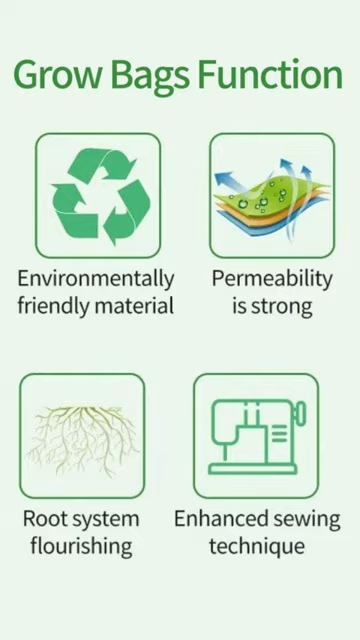 Grow Bags Function
Environmentally
friendly material
Permeability
is strong
Root system
flourishing
Enhanced sewing
technique